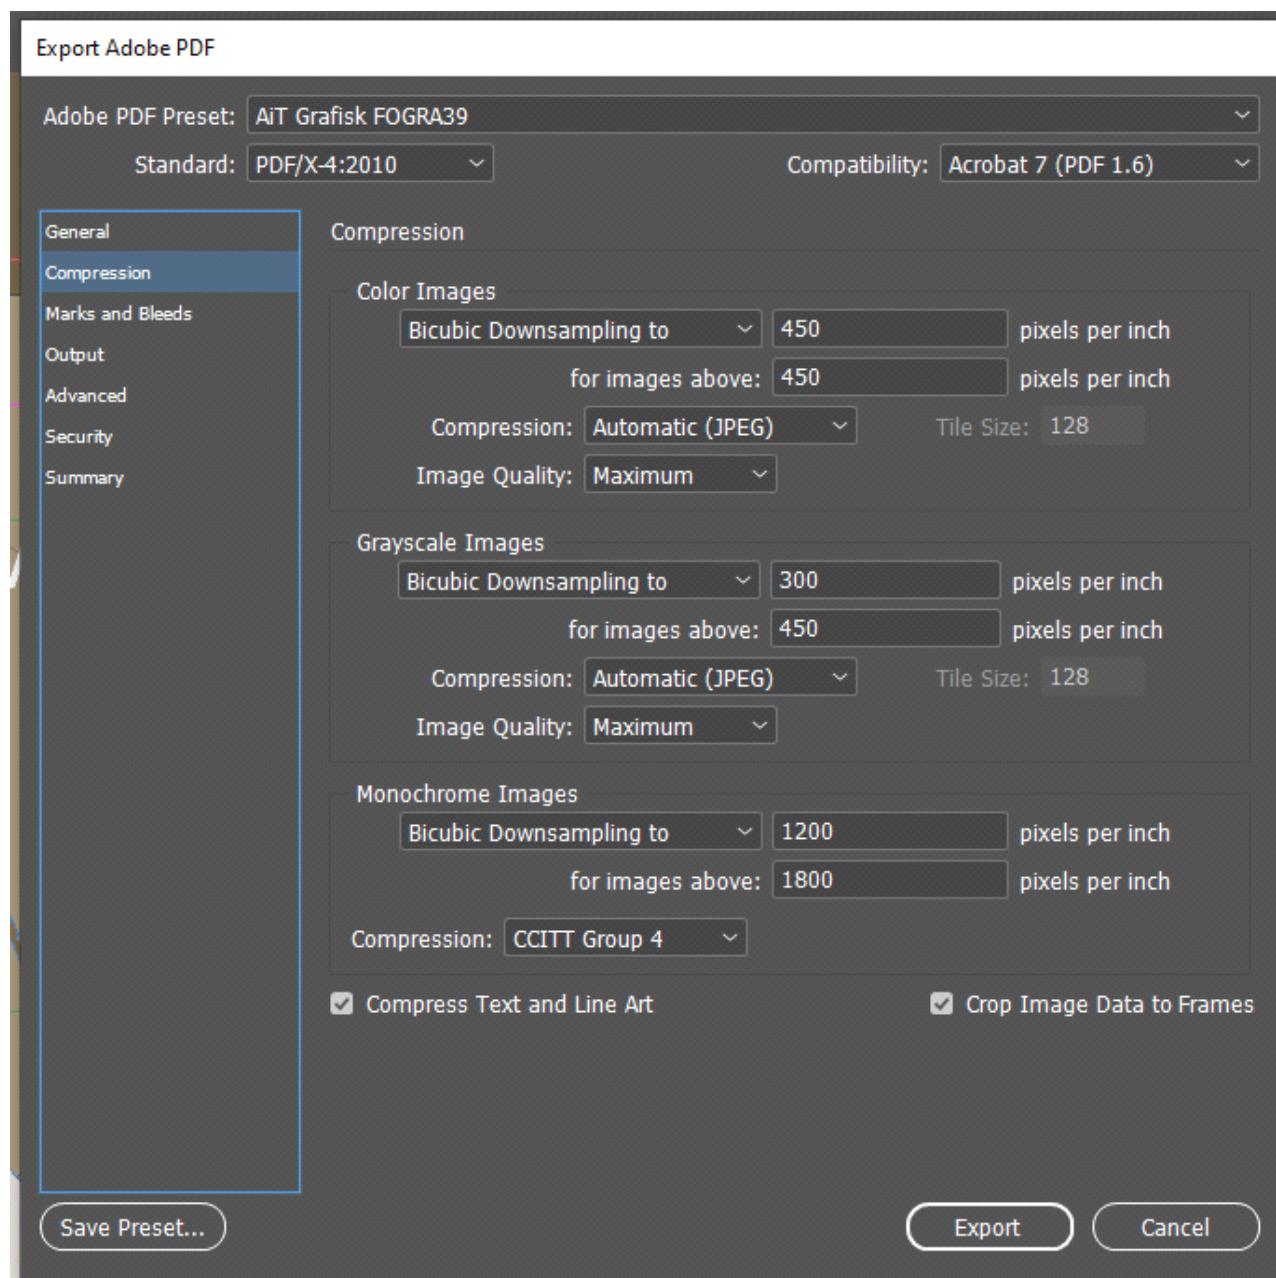 Export Adobe PDF
Adobe PDF Preset: AiT Grafisk FOGRA39
Standard: PDF/X-4:2010 Compatibility: Acrobat 7 (PDF 1.6)
General
Compression
Marks and Bleeds
Output
Advanced
Security
Summary
Compression
Color Images
Bicubic Downsampling to 450 pixels per inch
for images above: 450 pixels per inch
Compression: Automatic (JPEG) Tile Size: 128
Image Quality: Maximum
Grayscale Images
Bicubic Downsampling to 300 pixels per inch
for images above: 450 pixels per inch
Compression: Automatic (JPEG) Tile Size: 128
Image Quality: Maximum
Monochrome Images
Bicubic Downsampling to 1200 pixels per inch
for images above: 1800 pixels per inch
Compression: CCITT Group 4
Compress Text and Line Art Crop Image Data to Frames
Save Preset... Export Cancel